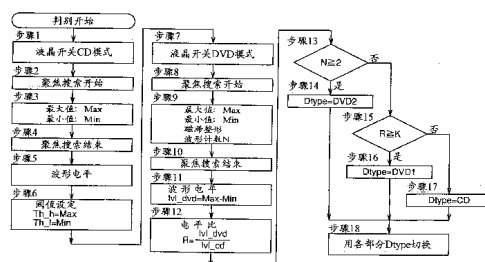 判别开始
步骤1
液晶开关CD模式
步骤2
聚焦搜索开始
步骤3
最大值: Max
最小值: Min
步骤4
聚焦搜索结束
步骤5
波形电平
步骤6
阈值设定
Th_h=Max
Th_l=Min
步骤7
液晶开关DVD模式
步骤8
聚焦搜索开始
步骤9
最大值: Max
最小值: Min
磁滞整形
波形计数N
步骤10
聚焦搜索结束
步骤11
波形电平
lvl_dvd=Max-Min
步骤12
电平比
R=lvl_dvd/lvl_cd
步骤13
N≧2
否
是
步骤14
Dtype=DVD2
步骤15
R≧K
否
是
步骤16
Dtype=DVD1
步骤17
Dtype=CD
步骤18
用各部分Dtype切换